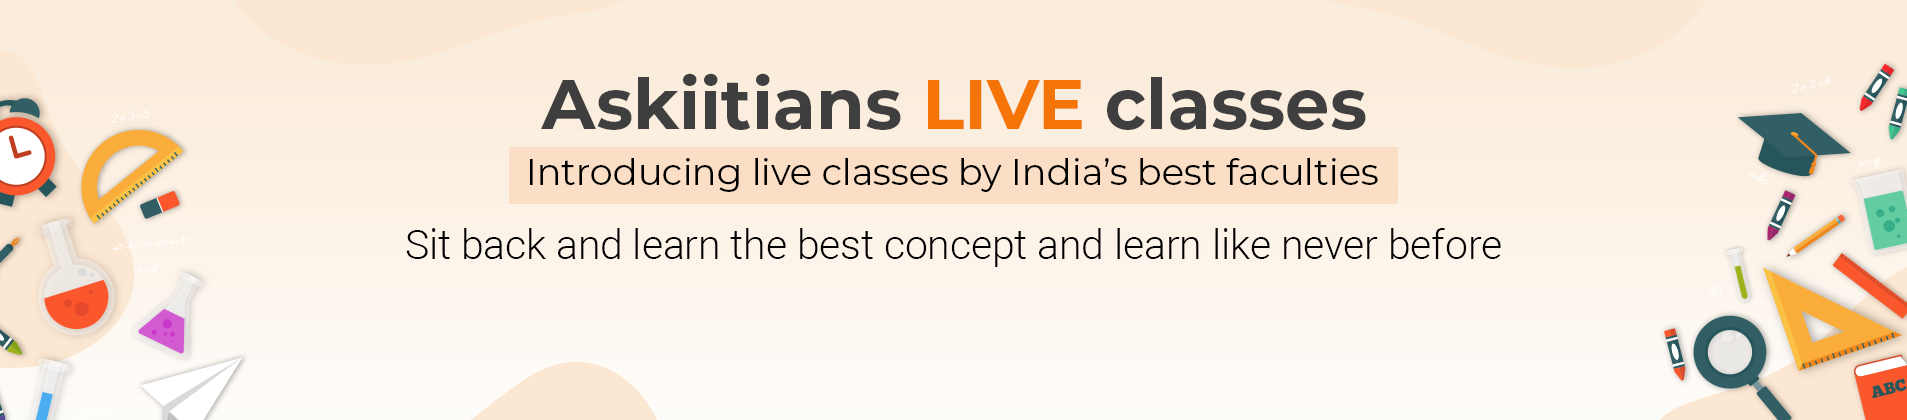 Askiitians LIVE classes
Introducing live classes by India's best faculties
Sit back and learn the best concept and learn like never before
2+3×5
2+2=4
ABC